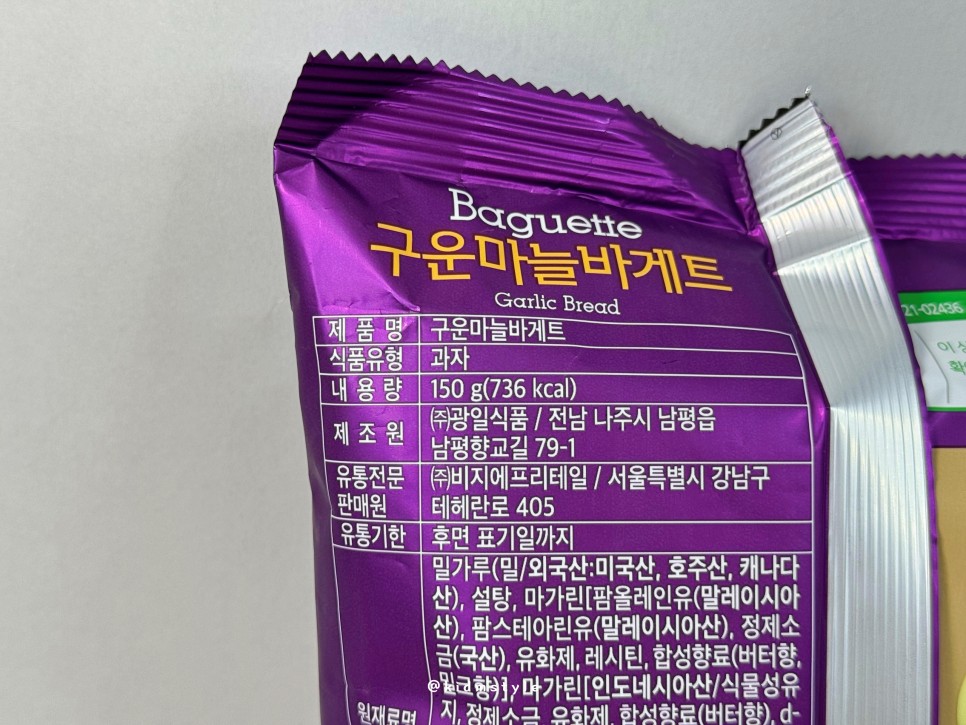 Baguette
구운마늘바게트
Garlic Bread
제 품 명 구운마늘바게트
식품유형 과자
내 용 량 150 g(736 kcal)
제 조 원 ㈜광일식품 / 전남 나주시 남평읍
남평향교길 79-1
유통전문 ㈜비지에프리테일 / 서울특별시 강남구
판매원 테헤란로 405
유통기한 후면 표기일까지
밀가루(밀/외국산:미국산, 호주산, 캐나다
산), 설탕, 마가린[팜올레인유(말레이시아
산), 팜스테아린유(말레이시아산), 정제소
금(국산), 유화제, 레시틴, 합성향료(버터향,
밀크향)], 마가린[인도네시아산/식물성유
원재료명 지, 정제소금, 유화제, 합성향료(버터향), d-
21-02436